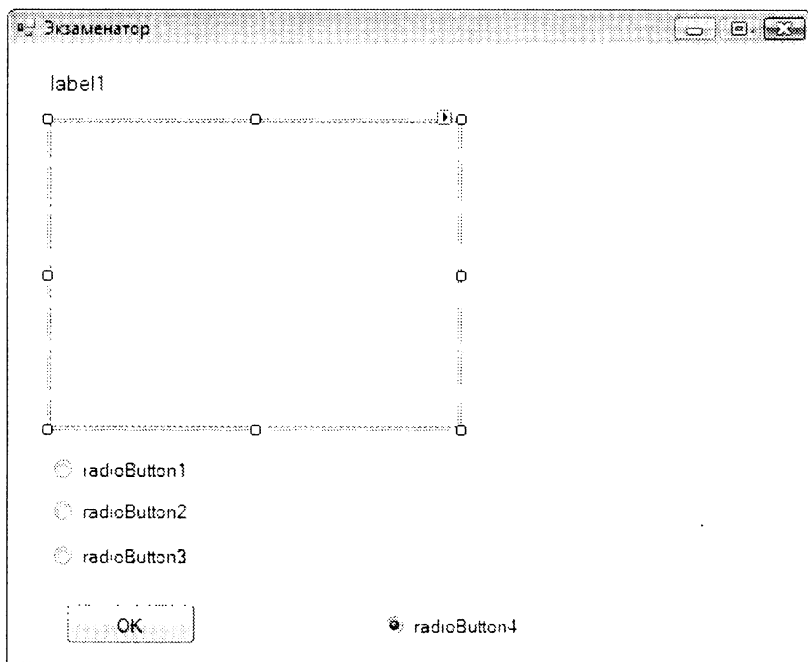 Экзаменатор
label1
radioButton1
radioButton2
radioButton3
OK
radioButton4